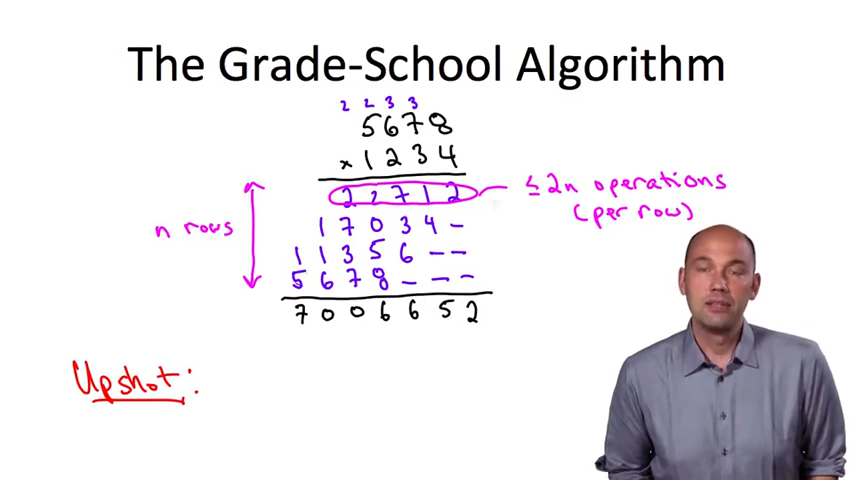 The Grade-School Algorithm
2 2 3 3
5678
x 1234
22712
≤ 2n operations
(per row)
n rows
17034-
11356--
5678---
7006652
Upshot: